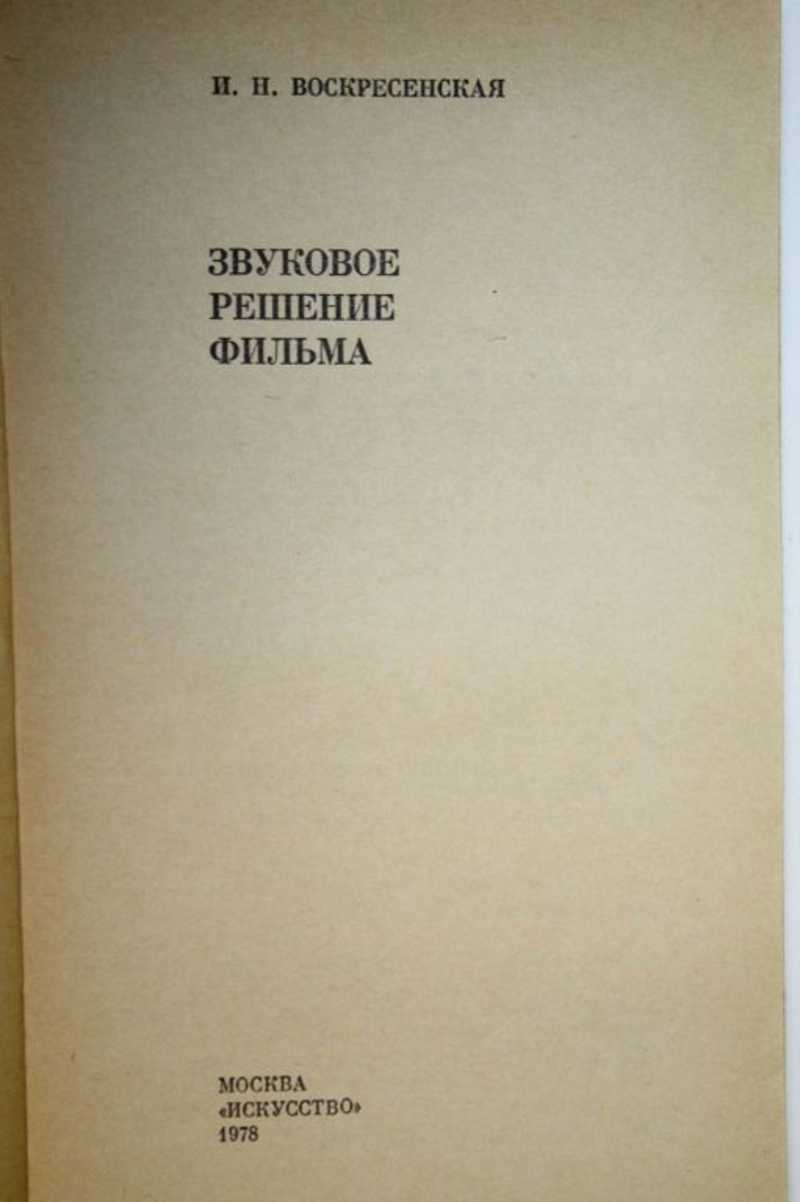 И. Н. ВОСКРЕСЕНСКАЯ
ЗВУКОВОЕ
РЕШЕНИЕ
ФИЛЬМА
МОСКВА
«ИСКУССТВО»
1978